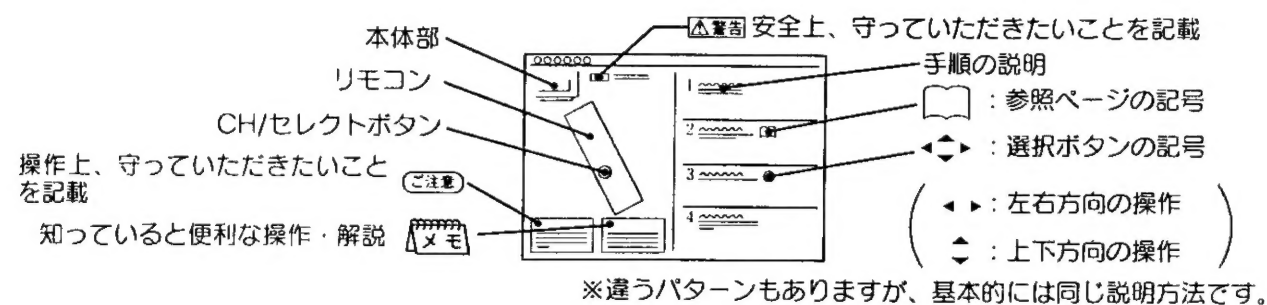 ⚠警告 安全上、守っていただきたいことを記載
本体部
リモコン
CH/セレクトボタン
操作上、守っていただきたいこと
を記載
ご注意
知っていると便利な操作・解説
メモ
1
2
3
4
手順の説明
：参照ページの記号
：選択ボタンの記号
：左右方向の操作
：上下方向の操作
※違うパターンもありますが、基本的には同じ説明方法です。